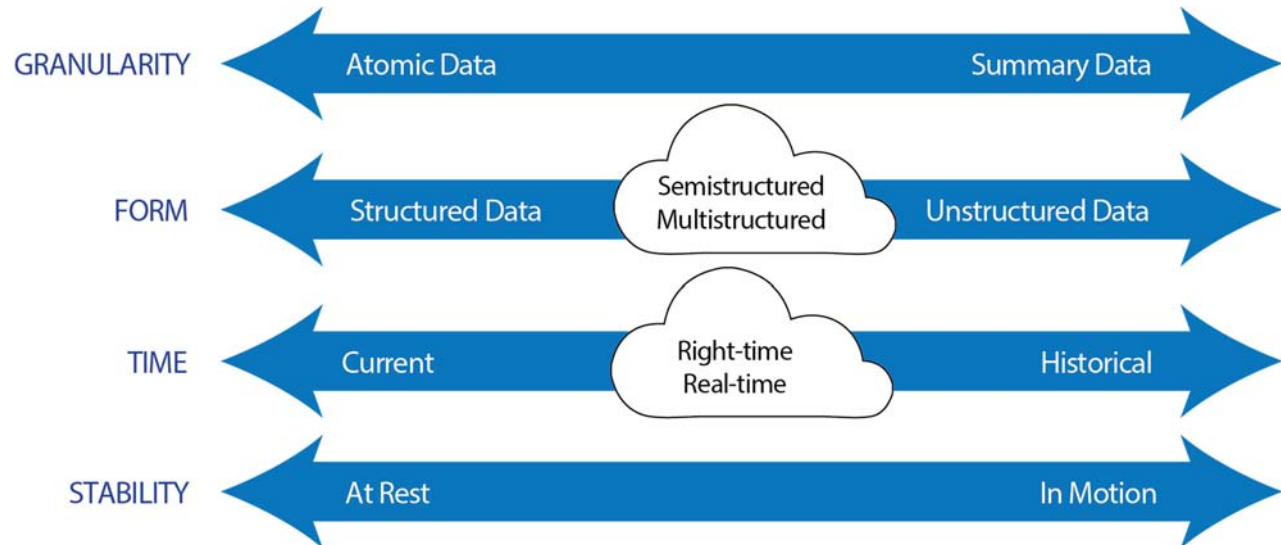 GRANULARITY Atomic Data Summary Data
FORM Structured Data Semistructured Multistructured Unstructured Data
TIME Current Right-time Real-time Historical
STABILITY At Rest In Motion